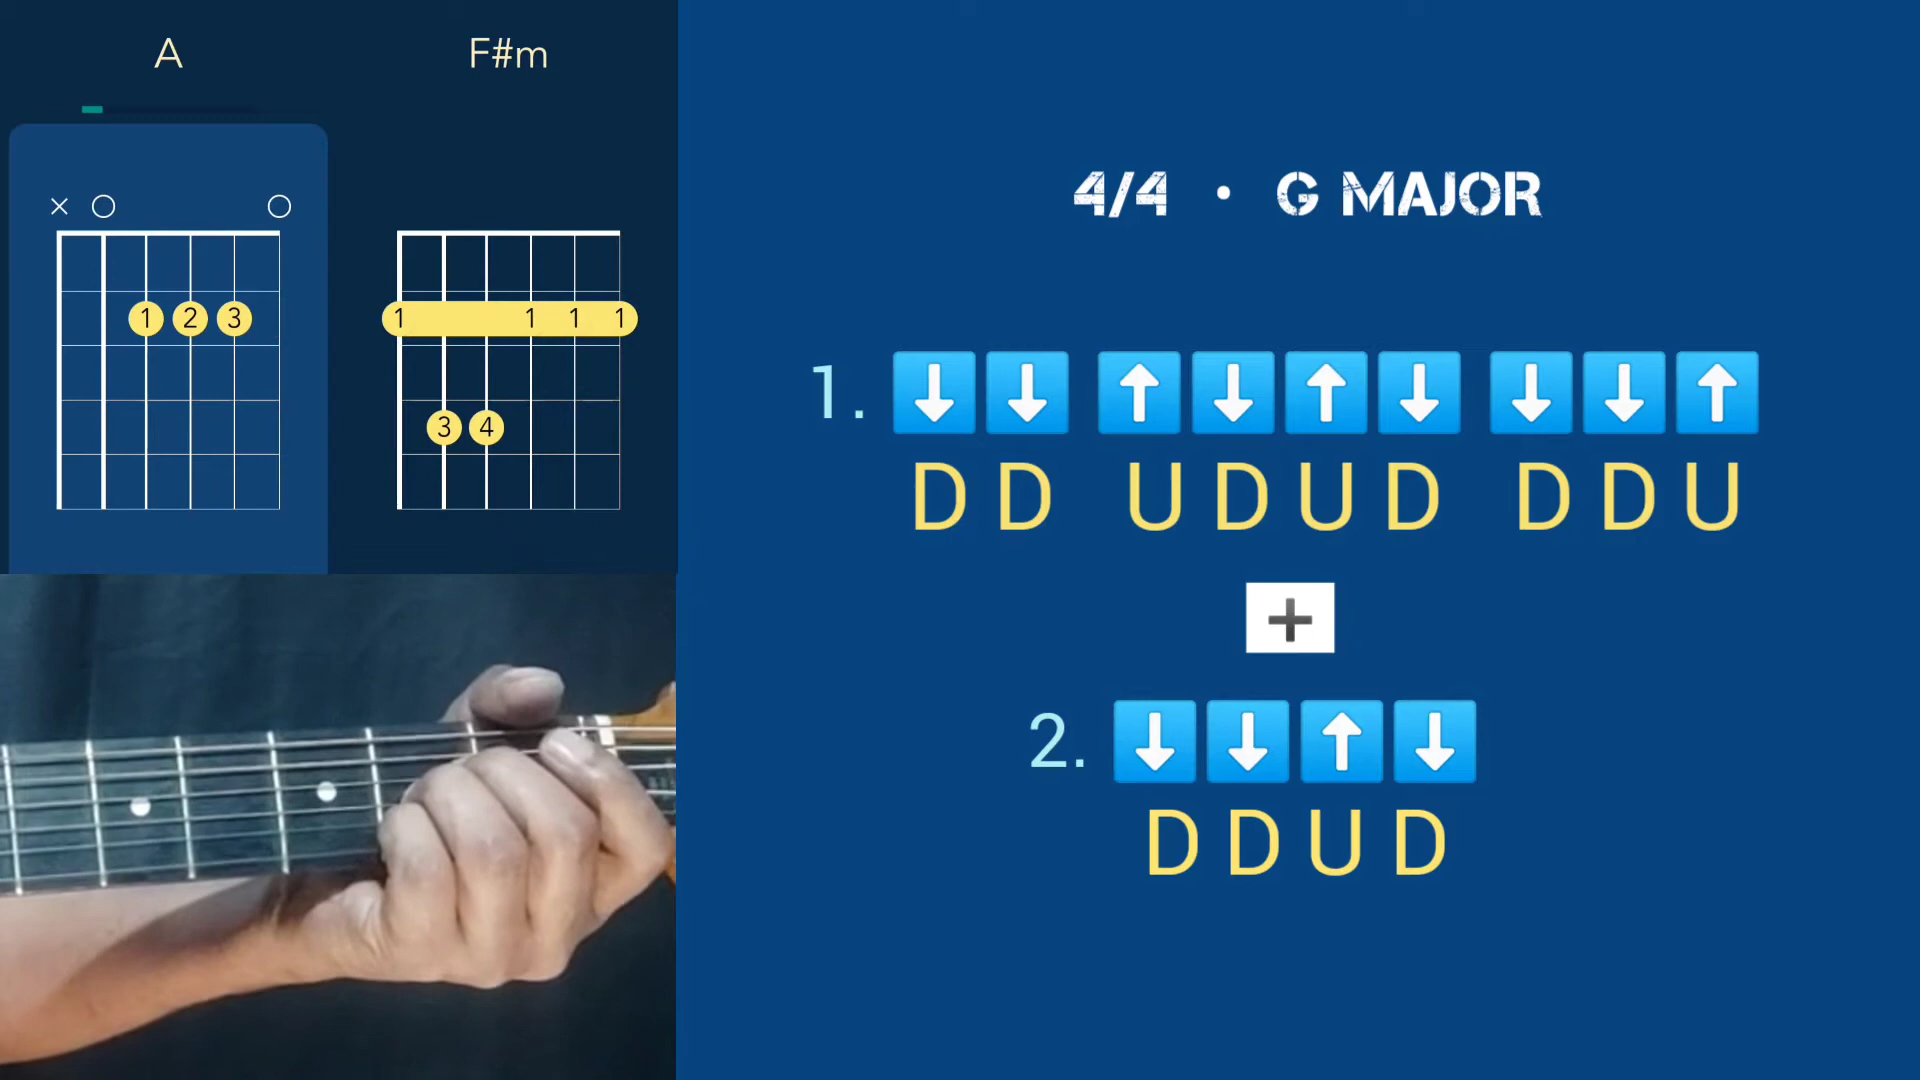 A F#m
× ○ ○
1 2 3
1 1 1 1
3 4
4/4 • G MAJOR
1. ⬇️⬇️ ⬆️⬇️⬆️⬇️ ⬇️⬇️⬆️
D D U D U D D D U
➕
2. ⬇️⬇️⬆️⬇️
D D U D